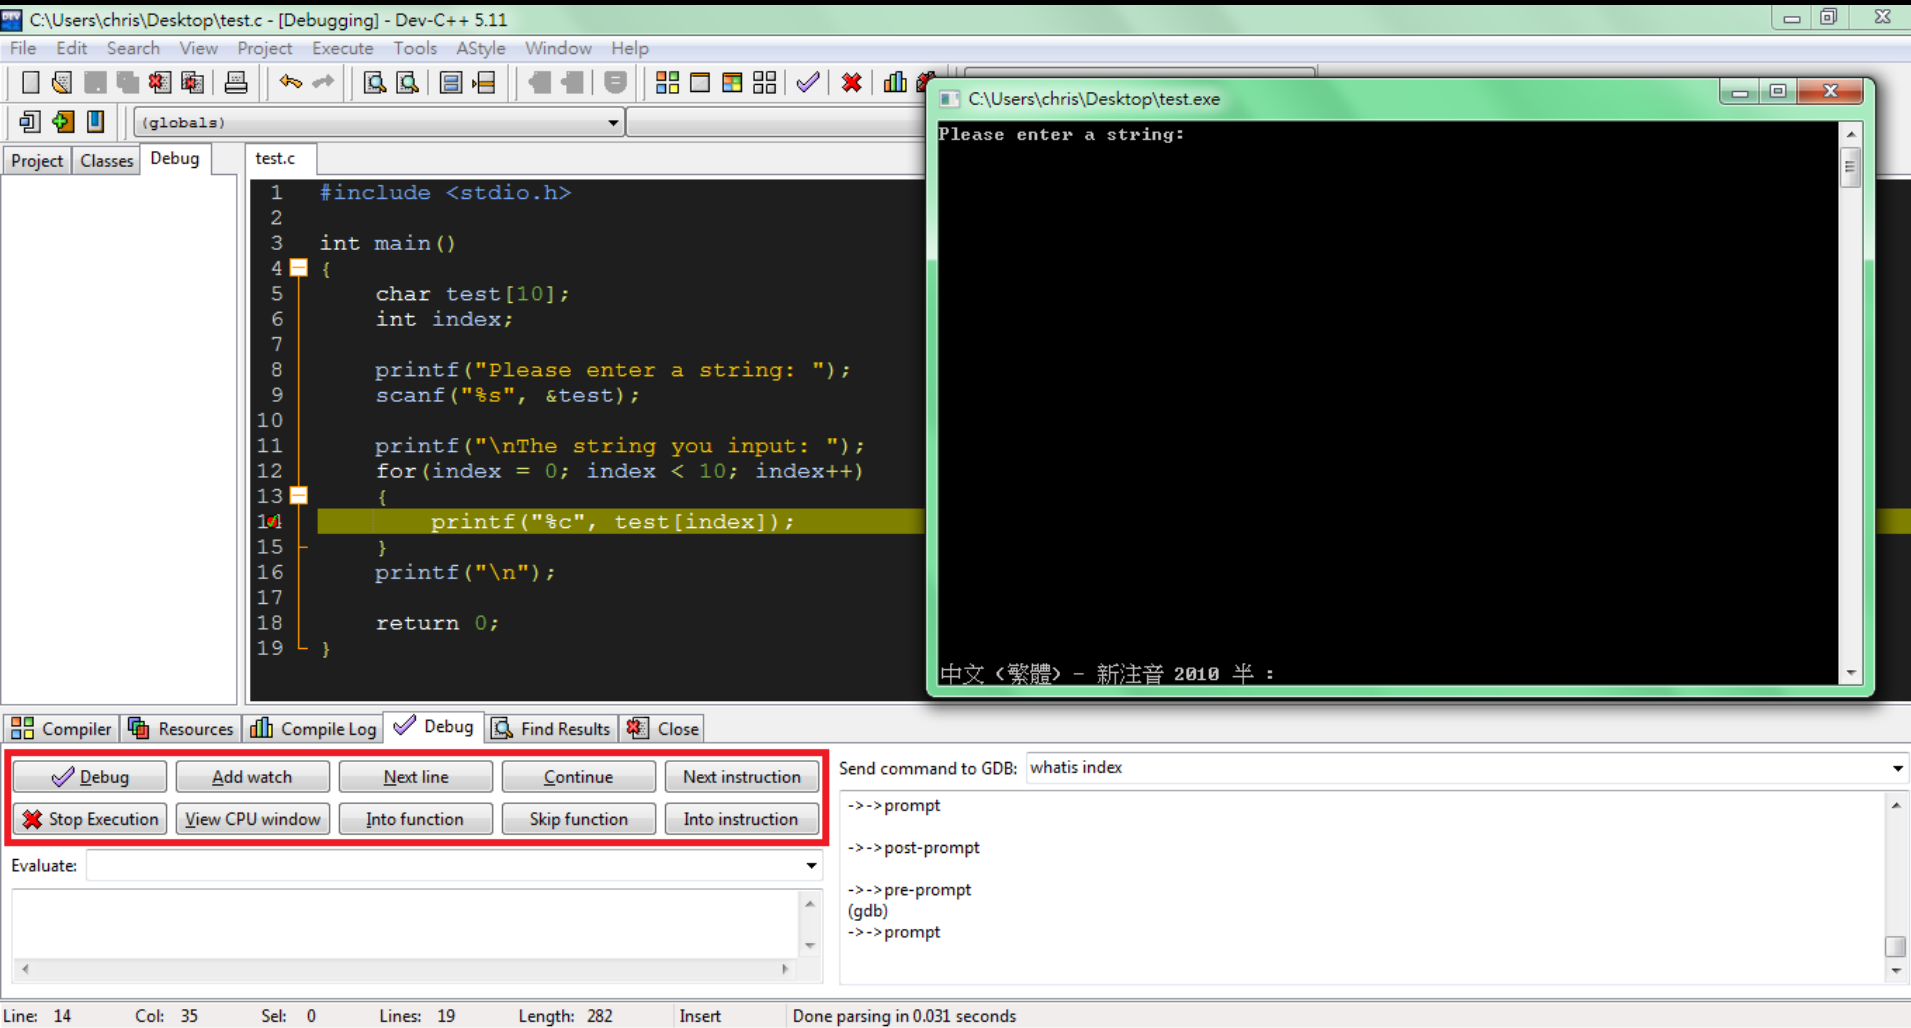 C:\Users\chris\Desktop\test.c - [Debugging] - Dev-C++ 5.11
File Edit Search View Project Execute Tools AStyle Window Help
(globals)
Project Classes Debug
test.c
1 #include <stdio.h>
2
3 int main()
4 {
5 char test[10];
6 int index;
7
8 printf("Please enter a string: ");
9 scanf("%s", &test);
10
11 printf("\nThe string you input: ");
12 for(index = 0; index < 10; index++)
13 {
14 printf("%c", test[index]);
15 }
16 printf("\n");
17
18 return 0;
19 }
C:\Users\chris\Desktop\test.exe
Please enter a string:
中文 (繁體) - 新注音 2010 半 :
Compiler Resources Compile Log Debug Find Results Close
Debug Add watch Next line Continue Next instruction
Stop Execution View CPU window Into function Skip function Into instruction
Evaluate:
Send command to GDB: whatis index
->->prompt
->->post-prompt
->->pre-prompt
(gdb)
->->prompt
Line: 14 Col: 35 Sel: 0 Lines: 19 Length: 282 Insert Done parsing in 0.031 seconds